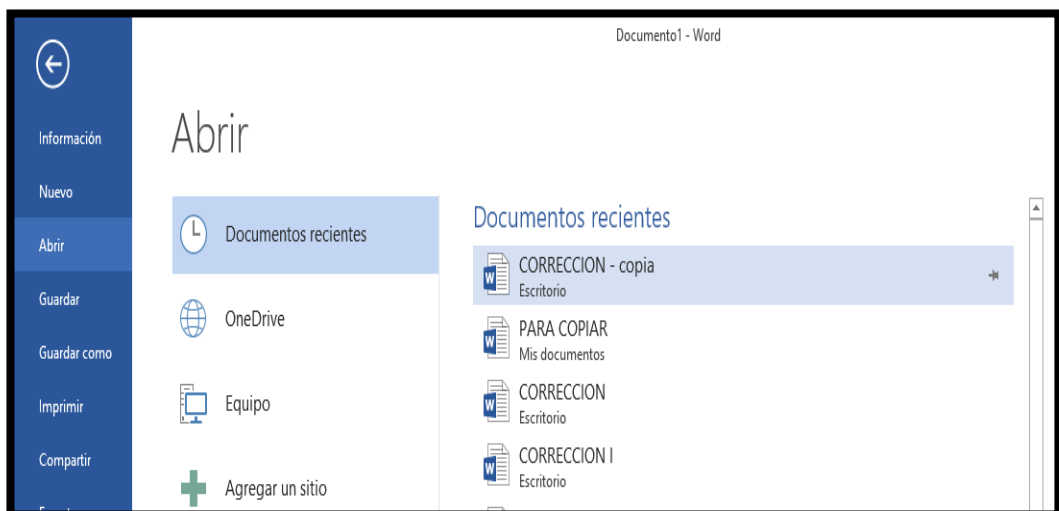 Documento1 - Word
Información
Nuevo
Abrir
Guardar
Guardar como
Imprimir
Compartir
Abrir
Documentos recientes
OneDrive
Equipo
Agregar un sitio
Documentos recientes
CORRECCION - copia
Escritorio
PARA COPIAR
Mis documentos
CORRECCION
Escritorio
CORRECCION I
Escritorio